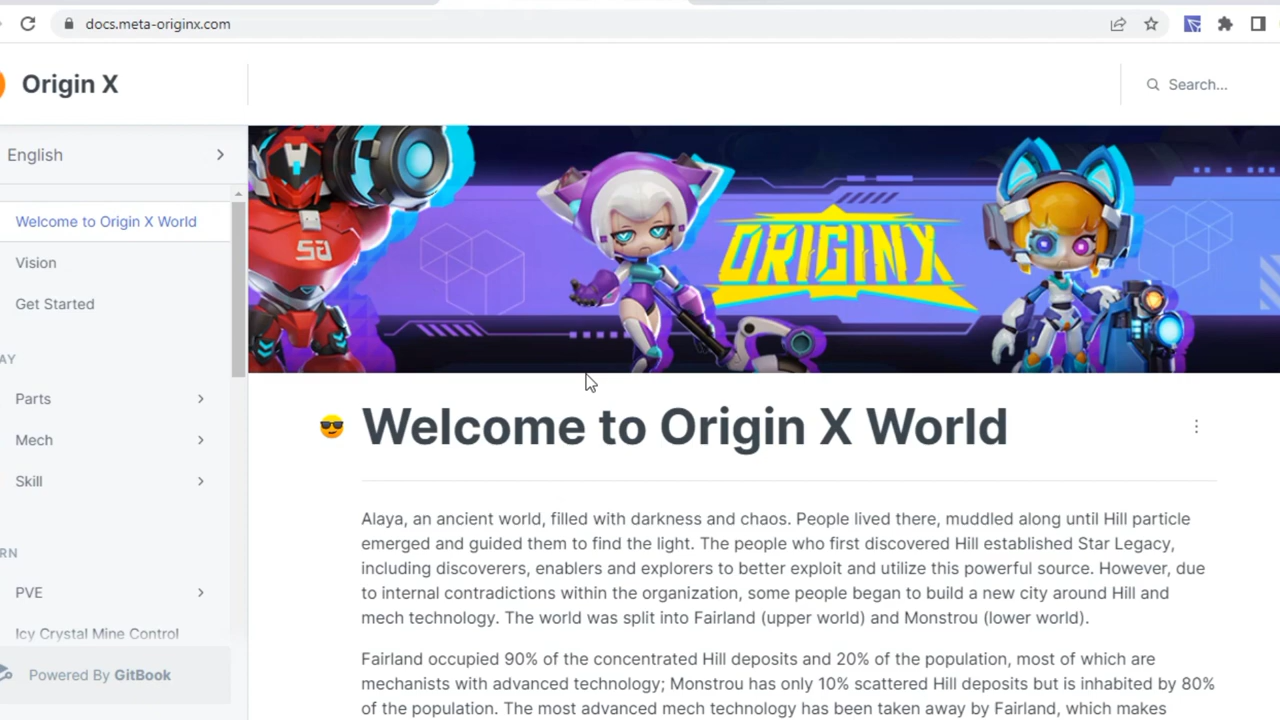 docs.meta-originx.com
Origin X
Search...
English
Welcome to Origin X World
Vision
Get Started
AY
Parts
Mech
Skill
RN
PVE
Icy Crystal Mine Control
Powered By GitBook
SA
ORIGINX
Welcome to Origin X World
Alaya, an ancient world, filled with darkness and chaos. People lived there, muddled along until Hill particle
emerged and guided them to find the light. The people who first discovered Hill established Star Legacy,
including discoverers, enablers and explorers to better exploit and utilize this powerful source. However, due
to internal contradictions within the organization, some people began to build a new city around Hill and
mech technology. The world was split into Fairland (upper world) and Monstrou (lower world).
Fairland occupied 90% of the concentrated Hill deposits and 20% of the population, most of which are
mechanists with advanced technology; Monstrou has only 10% scattered Hill deposits but is inhabited by 80%
of the population. The most advanced mech technology has been taken away by Fairland, which makes